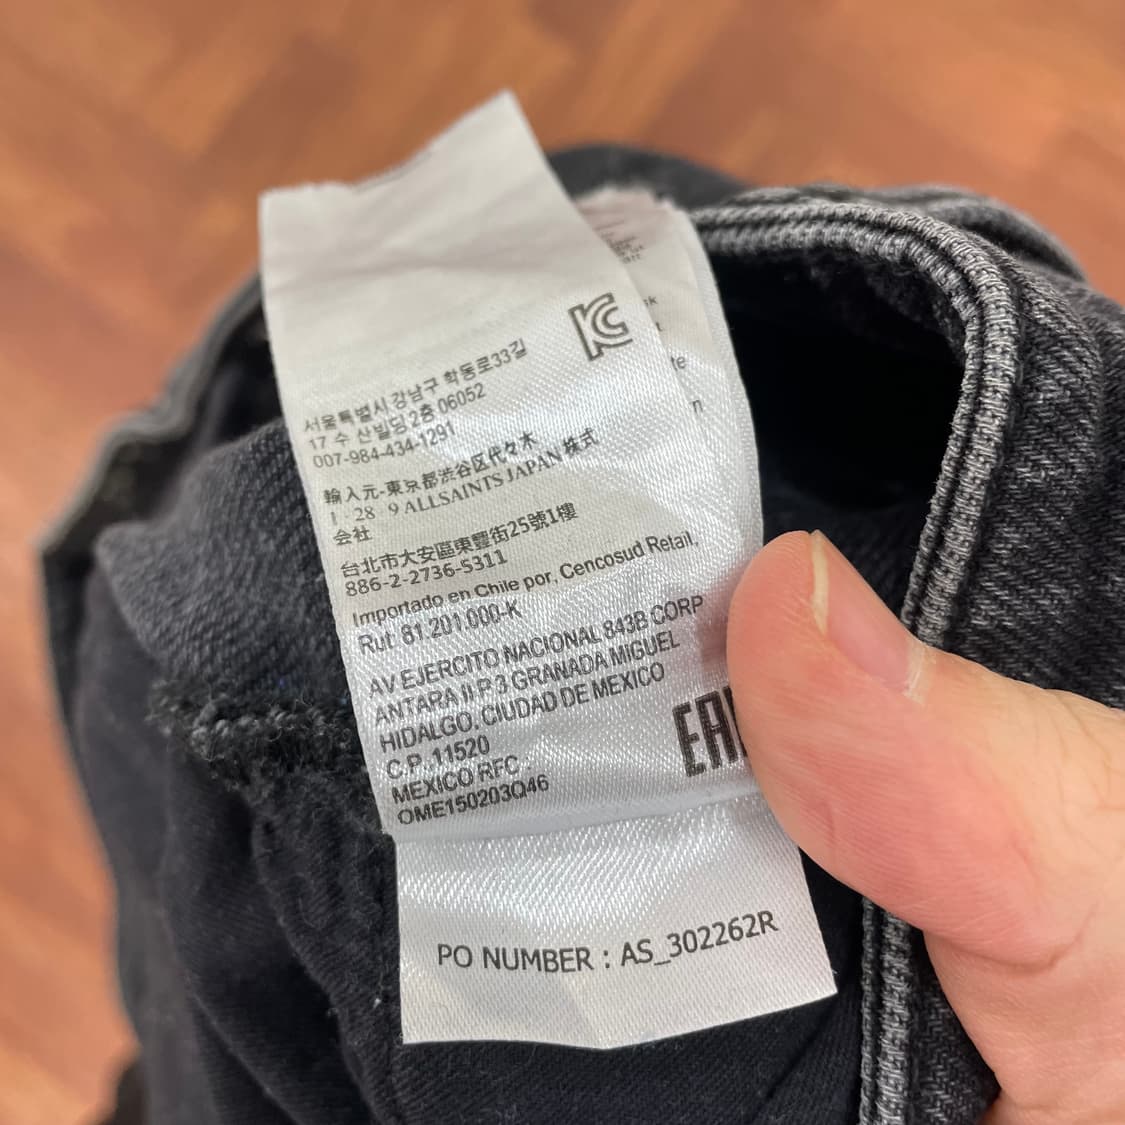 서울특별시 강남구 학동로33길
17 수 산빌딩 2층 06052
007-984-434-1291
輸入元-東京都渋谷区代々木
1 - 28 9 ALLSAINTS JAPAN 株式
会社
台北市大安區東豐街25號1樓
886-2-2736-5311
Importado en Chile por, Cencosud Retail,
Rut 81.201.000-K
AV EJERCITO NACIONAL 843B CORP
ANTARA II P 3 GRANADA MIGUEL
HIDALGO, CIUDAD DE MEXICO
C.P. 11520
MEXICO RFC :
OME150203Q46
EAC
PO NUMBER : AS_302262R